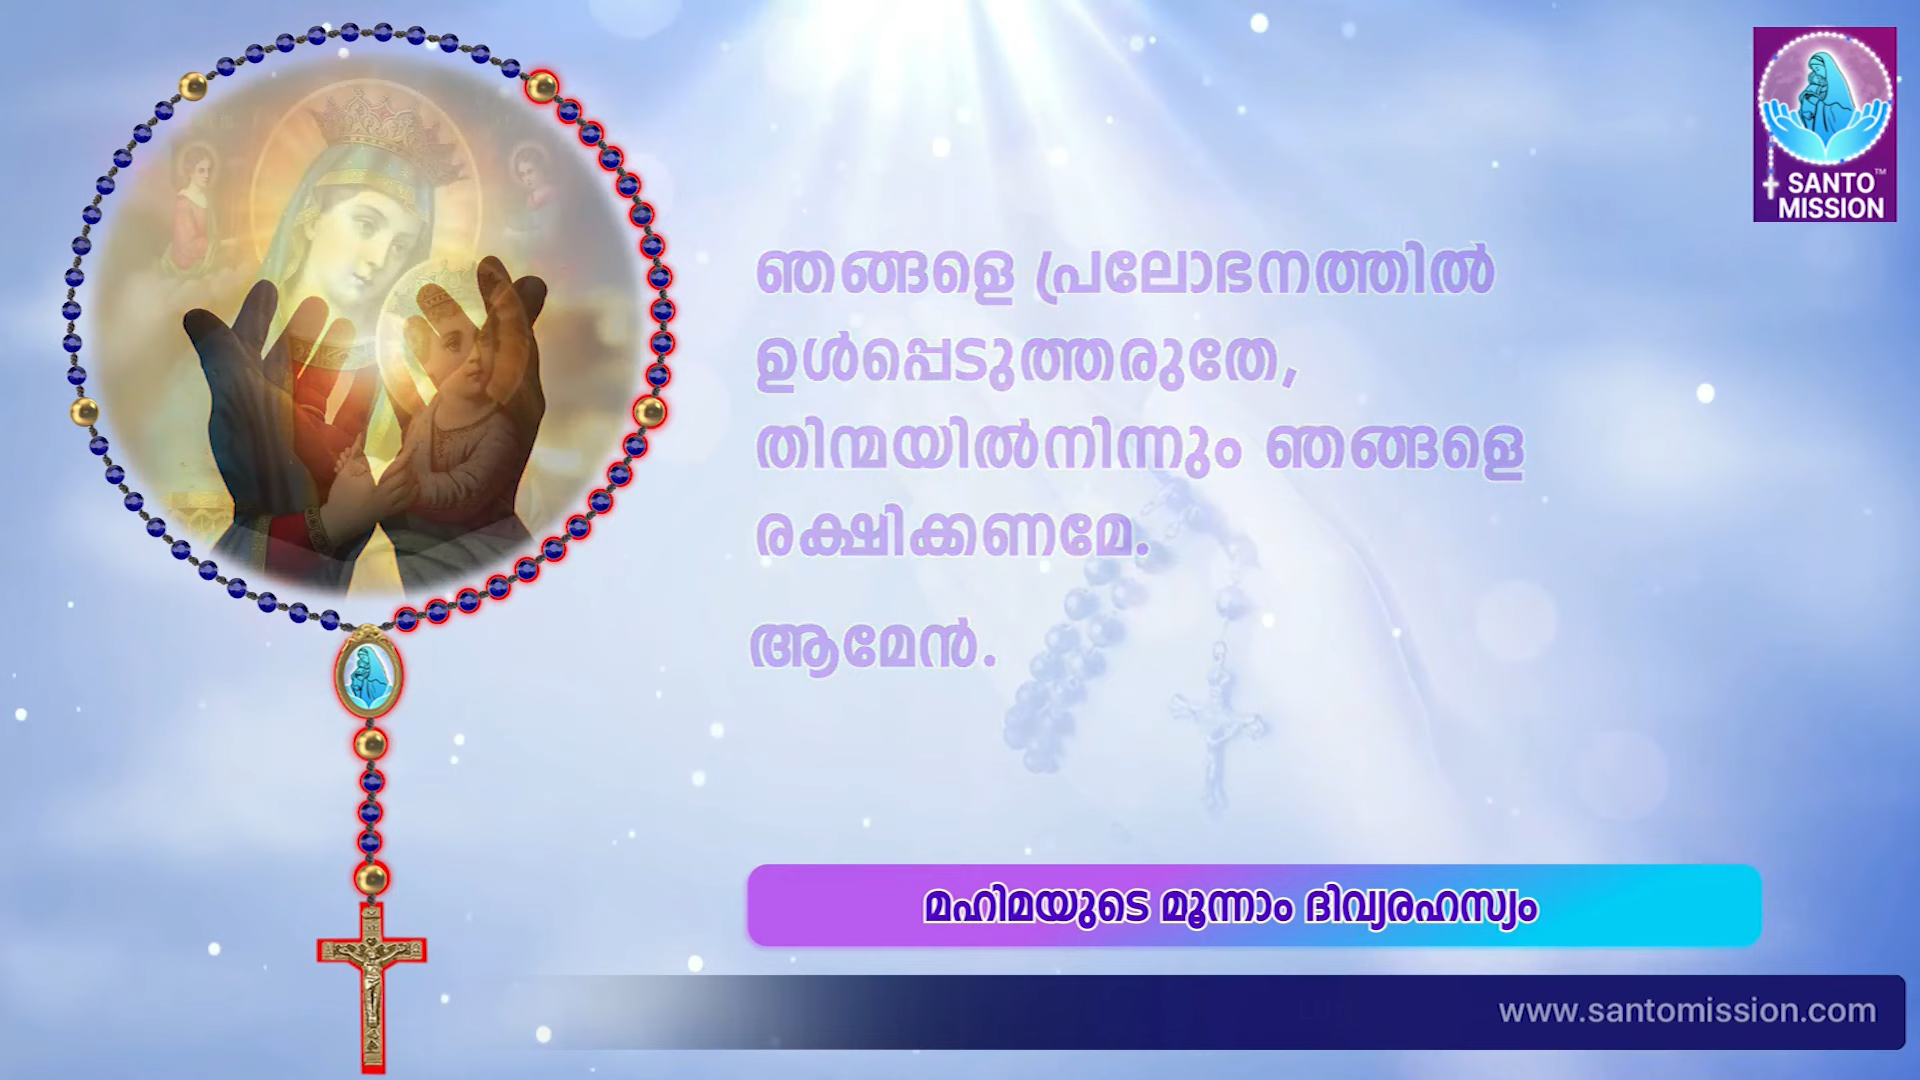 SANTO™
MISSION
ഞങ്ങളെ പ്രലോഭനത്തിൽ
ഉൾപ്പെടുത്തരുതേ,
തിന്മയിൽനിന്നും ഞങ്ങളെ
രക്ഷിക്കണമേ.
ആമേൻ.
മഹിമയുടെ മൂന്നാം ദിവ്യരഹസ്യം
www.santomission.com